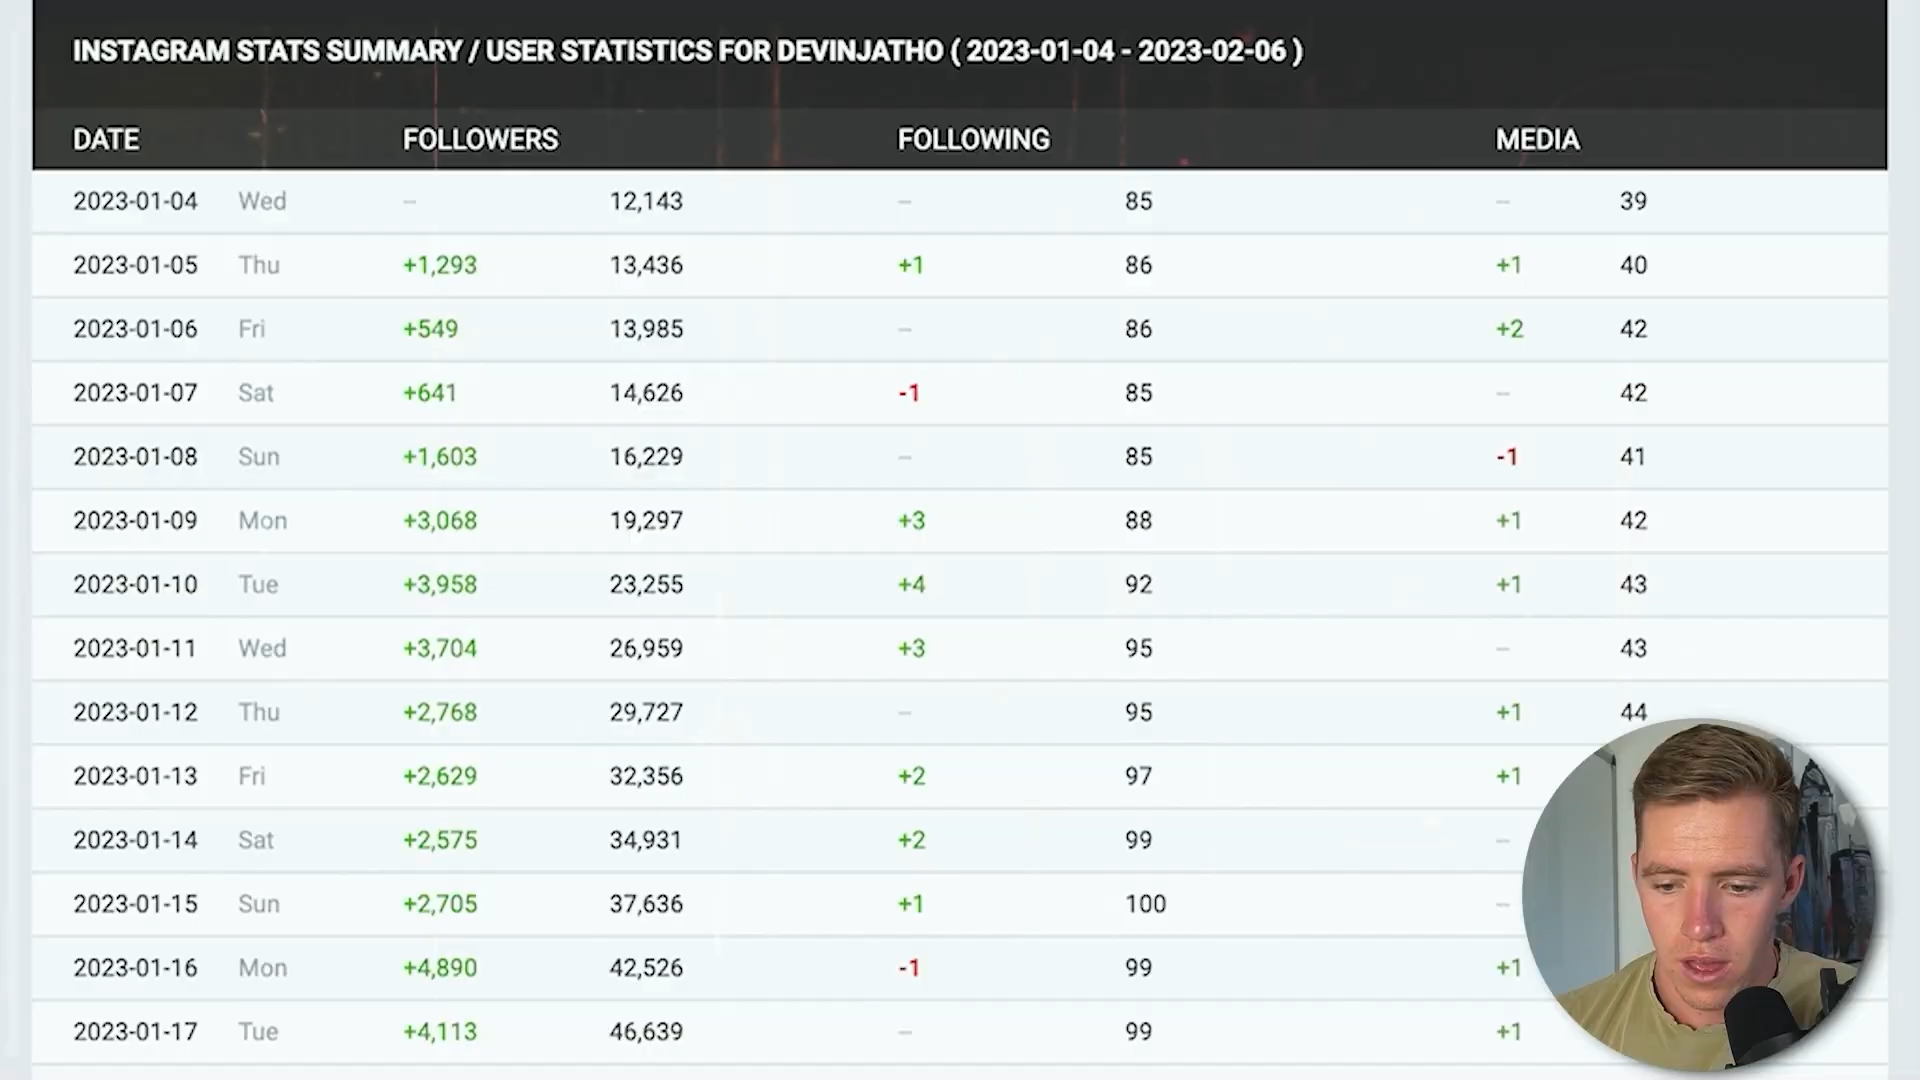 INSTAGRAM STATS SUMMARY / USER STATISTICS FOR DEVINJATHO ( 2023-01-04 - 2023-02-06 )
DATE FOLLOWERS FOLLOWING MEDIA
2023-01-04 Wed -- 12,143 -- 85 -- 39
2023-01-05 Thu +1,293 13,436 +1 86 +1 40
2023-01-06 Fri +549 13,985 -- 86 +2 42
2023-01-07 Sat +641 14,626 -1 85 -- 42
2023-01-08 Sun +1,603 16,229 -- 85 -1 41
2023-01-09 Mon +3,068 19,297 +3 88 +1 42
2023-01-10 Tue +3,958 23,255 +4 92 +1 43
2023-01-11 Wed +3,704 26,959 +3 95 -- 43
2023-01-12 Thu +2,768 29,727 -- 95 +1 44
2023-01-13 Fri +2,629 32,356 +2 97 +1
2023-01-14 Sat +2,575 34,931 +2 99 --
2023-01-15 Sun +2,705 37,636 +1 100 --
2023-01-16 Mon +4,890 42,526 -1 99 +1
2023-01-17 Tue +4,113 46,639 -- 99 +1